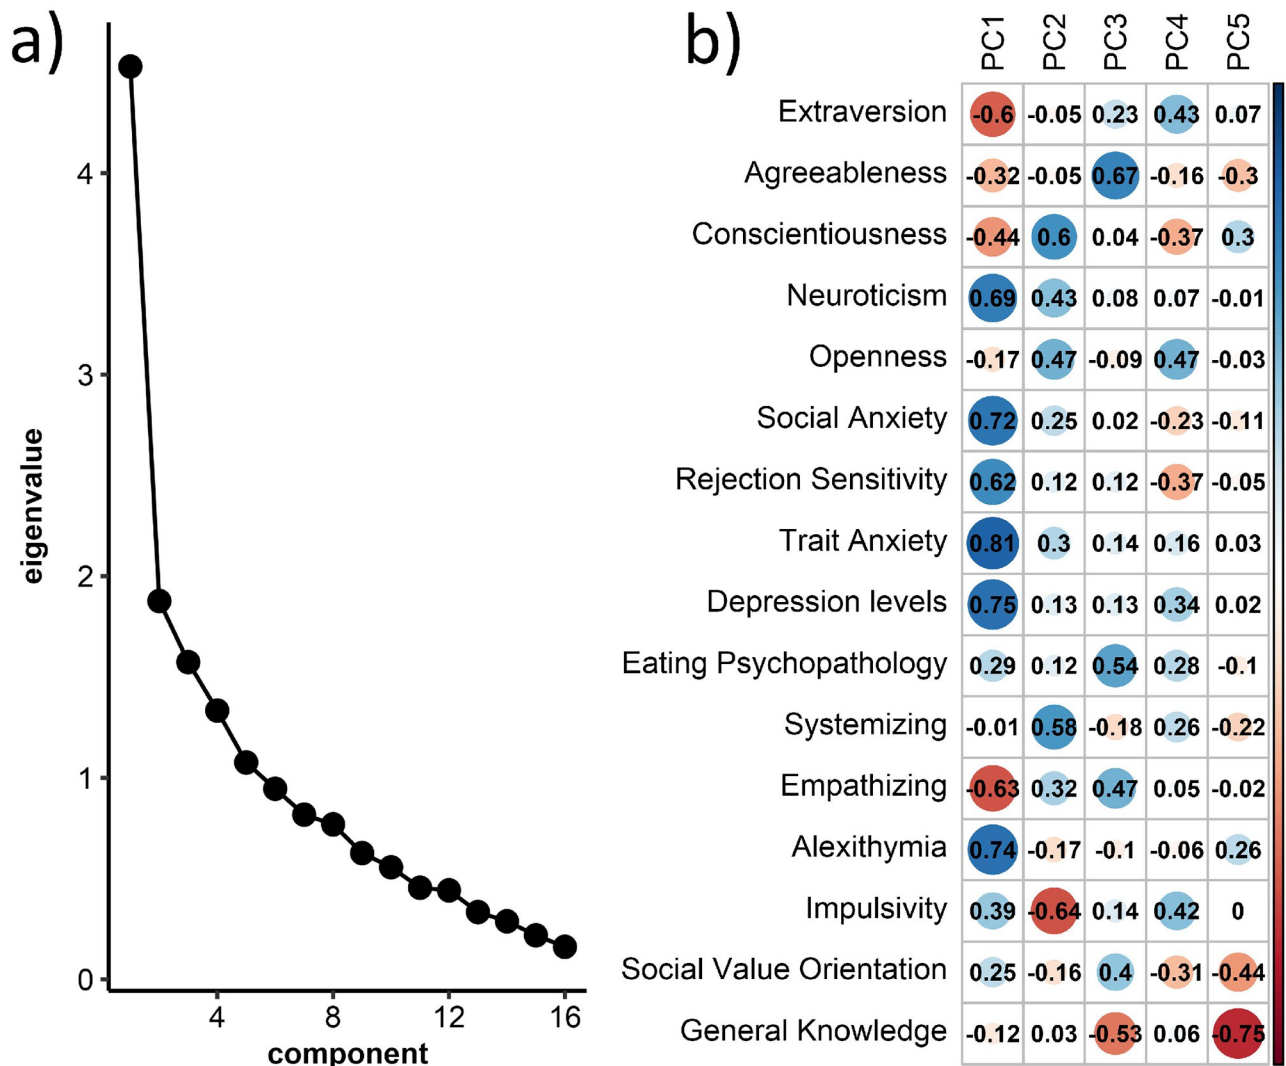 a)
4
3
2
1
0
eigenvalue
4 8 12 16
component
b)
PC1 PC2 PC3 PC4 PC5
Extraversion -0.6 -0.05 0.23 0.43 0.07
Agreeableness -0.32 -0.05 0.67 -0.16 -0.3
Conscientiousness -0.44 0.6 0.04 -0.37 0.3
Neuroticism 0.69 0.43 0.08 0.07 -0.01
Openness -0.17 0.47 -0.09 0.47 -0.03
Social Anxiety 0.72 0.25 0.02 -0.23 -0.11
Rejection Sensitivity 0.62 0.12 0.12 -0.37 -0.05
Trait Anxiety 0.81 0.3 0.14 0.16 0.03
Depression levels 0.75 0.13 0.13 0.34 0.02
Eating Psychopathology 0.29 0.12 0.54 0.28 -0.1
Systemizing -0.01 0.58 -0.18 0.26 -0.22
Empathizing -0.63 0.32 0.47 0.05 -0.02
Alexithymia 0.74 -0.17 -0.1 -0.06 0.26
Impulsivity 0.39 -0.64 0.14 0.42 0
Social Value Orientation 0.25 -0.16 0.4 -0.31 -0.44
General Knowledge -0.12 0.03 -0.53 0.06 -0.75